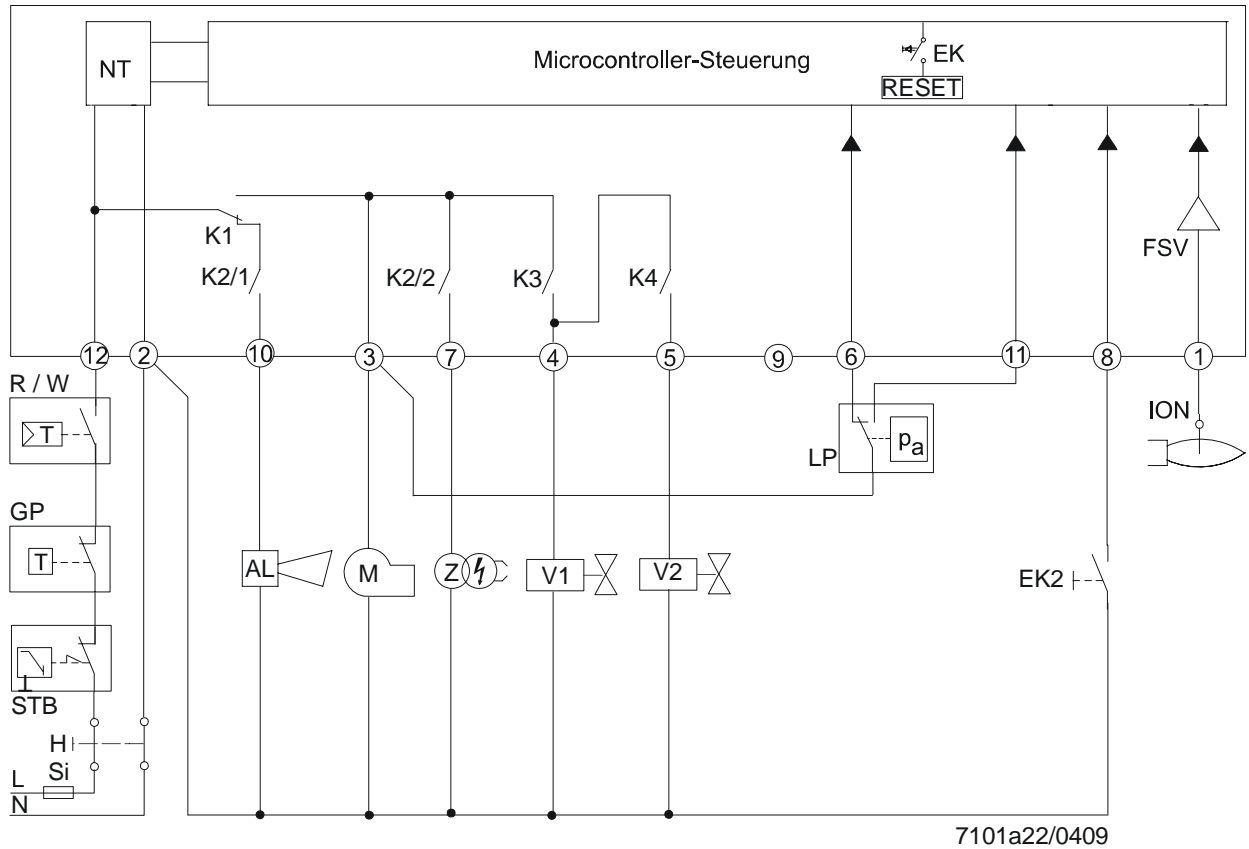 NT
Microcontroller-Steuerung
EK
RESET
K1
K2/1
K2/2
K3
K4
FSV
12
2
10
3
7
4
5
9
6
11
8
1
R / W
T
LP
pa
ION
GP
T
AL
M
Z
V1
V2
EK2
STB
H
Si
L
N
7101a22/0409